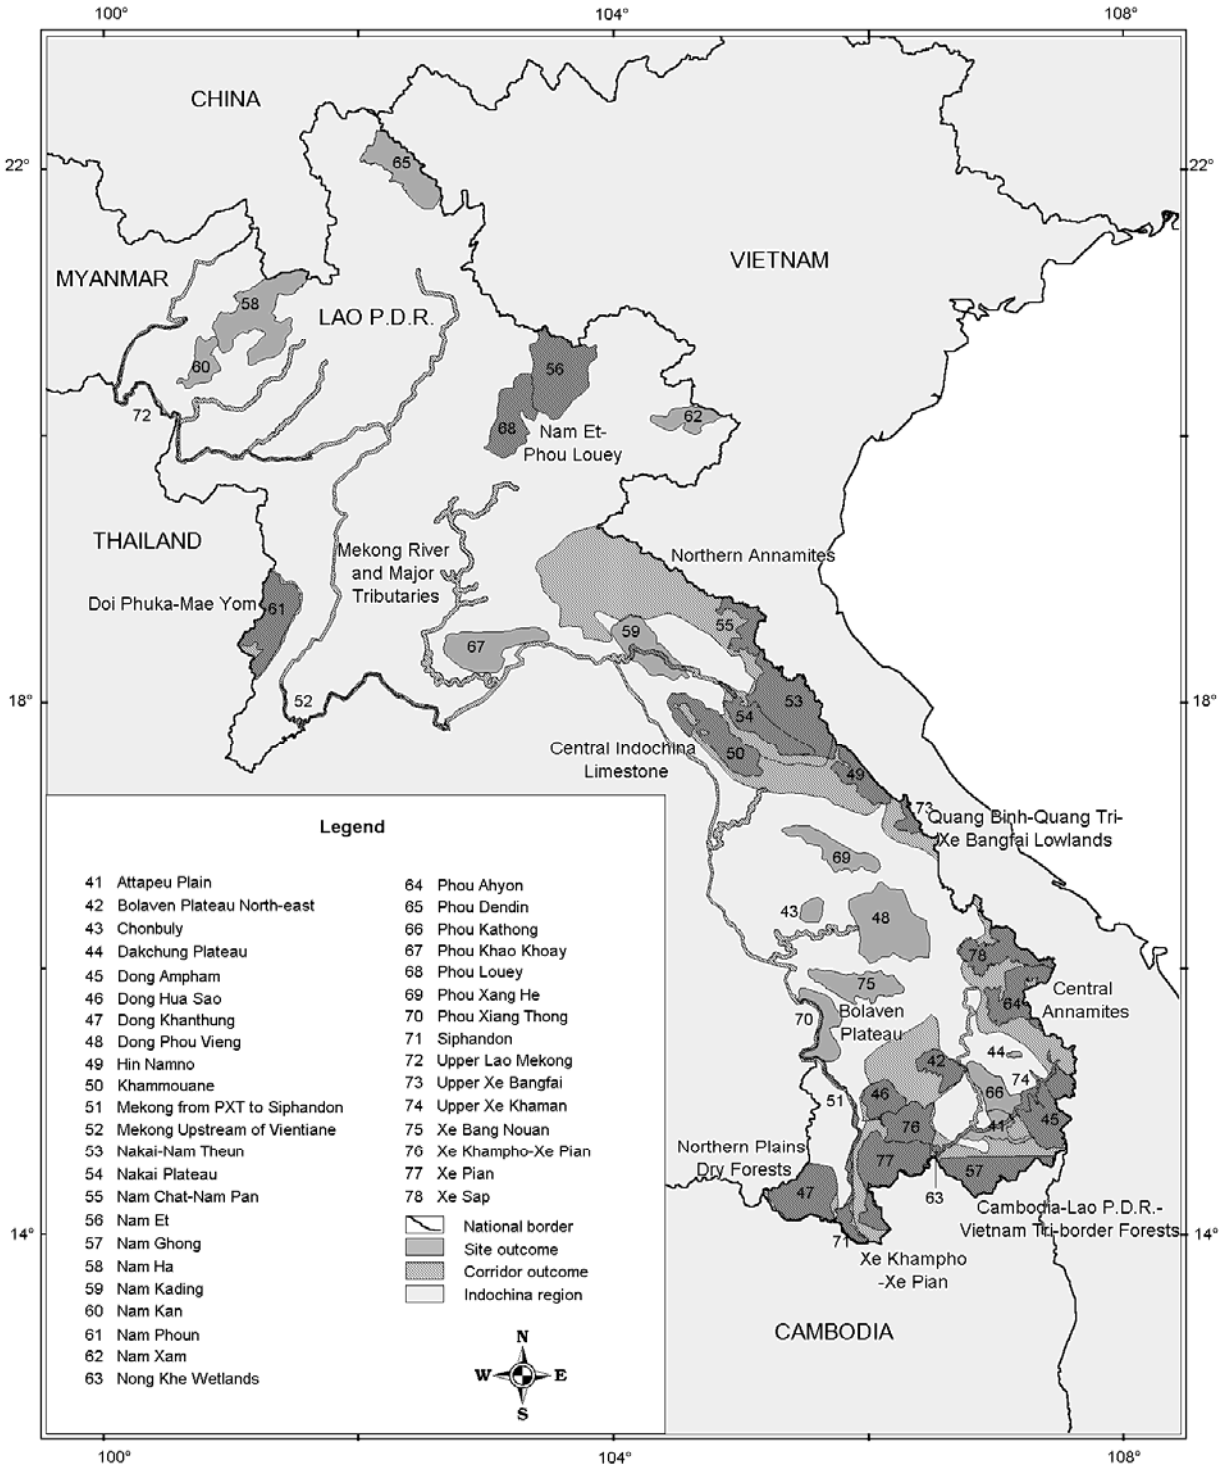 100°
104°
108°
CHINA
65
22°
22°
MYANMAR
VIETNAM
58
LAO P.D.R.
60
56
72
62
68
Nam Et-
Phou Louey
THAILAND
Mekong River
and Major
Tributaries
Northern Annamites
Doi Phuka-Mae Yom
61
55
59
67
18°
52
53
18°
54
Central Indochina
Limestone
50
49
73
Quang Binh-Quang Tri-
Xe Bangfai Lowlands
69
43
48
78
75
Central
Annamites
64
70
Bolaven
Plateau
44
42
74
66
51
46
45
41
76
Northern Plains
Dry Forests
77
57
47
63
Cambodia-Lao P.D.R.-
Vietnam Tri-border Forests
71
14°
14°
Xe Khampho
-Xe Pian
CAMBODIA
Legend
41 Attapeu Plain
42 Bolaven Plateau North-east
43 Chonbuly
44 Dakchung Plateau
45 Dong Ampham
46 Dong Hua Sao
47 Dong Khanthung
48 Dong Phou Vieng
49 Hin Namno
50 Khammouane
51 Mekong from PXT to Siphandon
52 Mekong Upstream of Vientiane
53 Nakai-Nam Theun
54 Nakai Plateau
55 Nam Chat-Nam Pan
56 Nam Et
57 Nam Ghong
58 Nam Ha
59 Nam Kading
60 Nam Kan
61 Nam Phoun
62 Nam Xam
63 Nong Khe Wetlands
64 Phou Ahyon
65 Phou Dendin
66 Phou Kathong
67 Phou Khao Khoay
68 Phou Louey
69 Phou Xang He
70 Phou Xiang Thong
71 Siphandon
72 Upper Lao Mekong
73 Upper Xe Bangfai
74 Upper Xe Khaman
75 Xe Bang Nouan
76 Xe Khampho-Xe Pian
77 Xe Pian
78 Xe Sap
National border
Site outcome
Corridor outcome
Indochina region
N
W E
S
100°
104°
108°